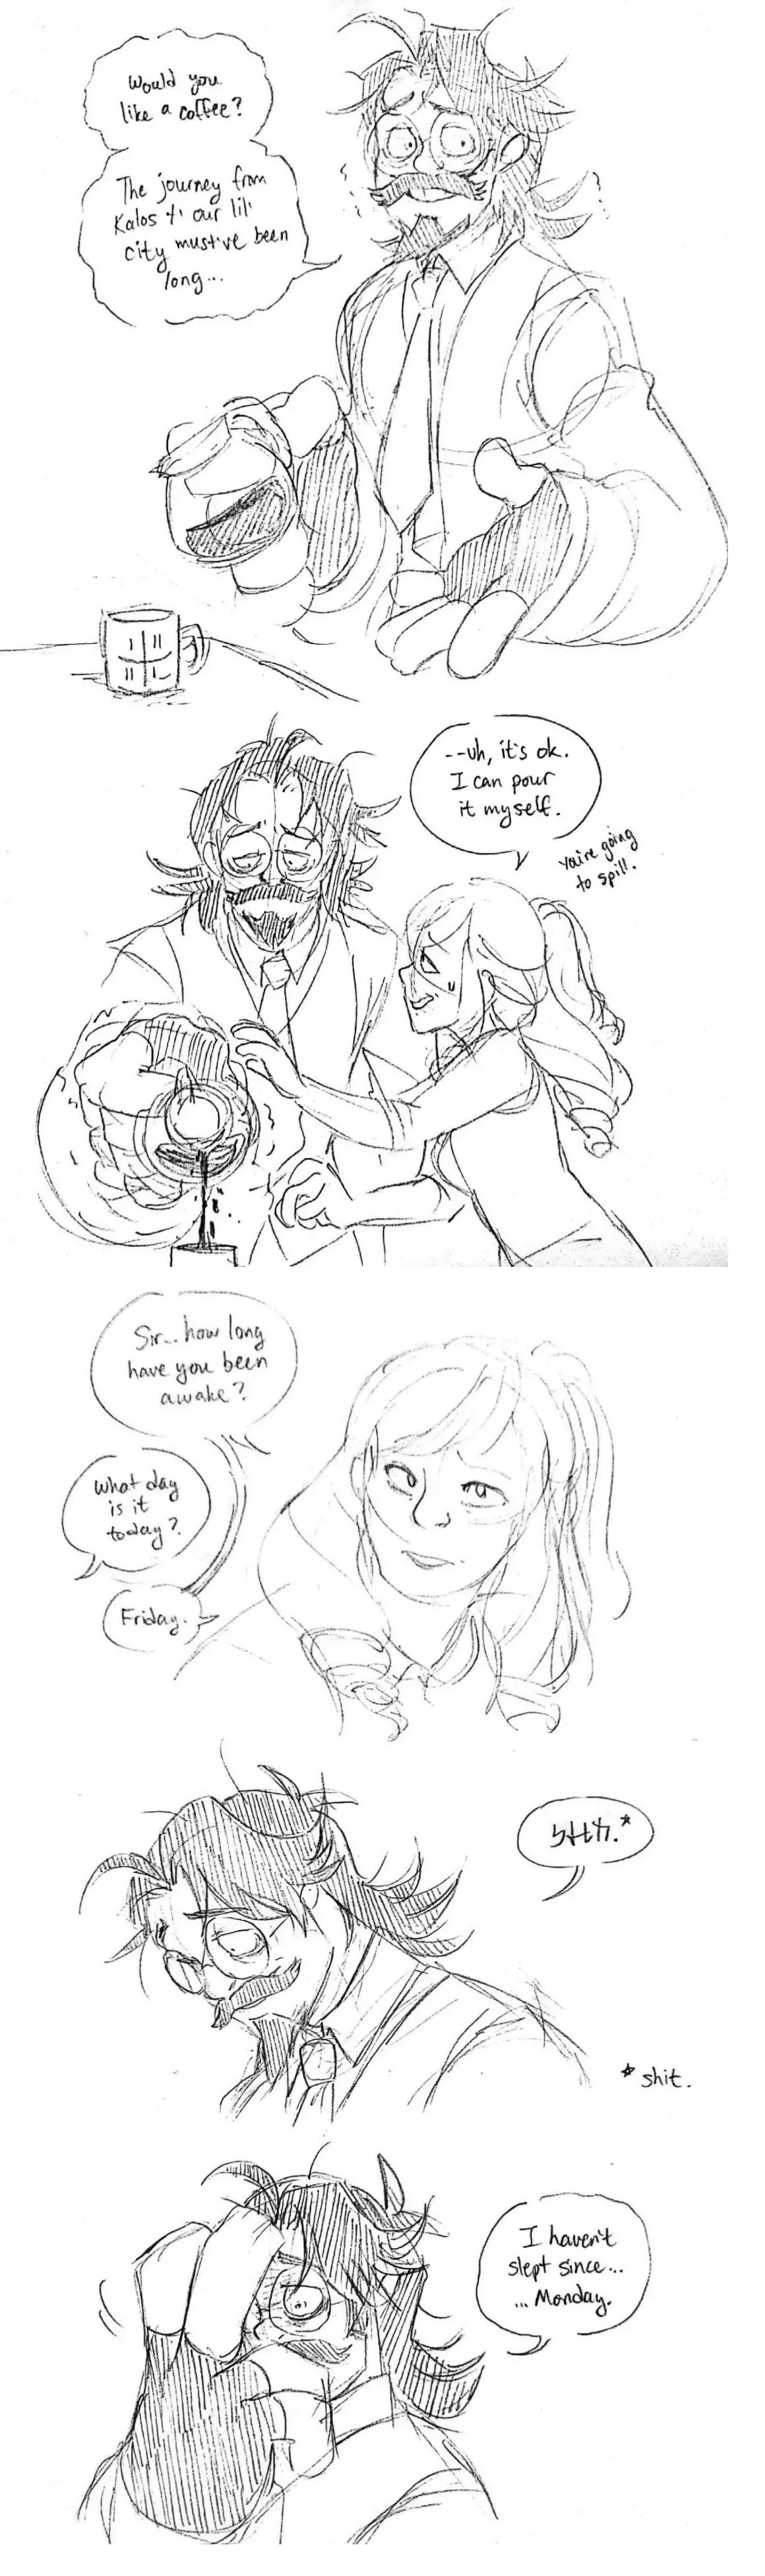 Would you
like a coffee?
The journey from
Kalos t' our lil'
city must've been
long...
--uh, it's ok.
I can pour
it myself.
You're going
to spill.
Sir... how long
have you been
awake?
What day
is it
today?
Friday.
* shit.
I haven't
slept since...
... Monday.